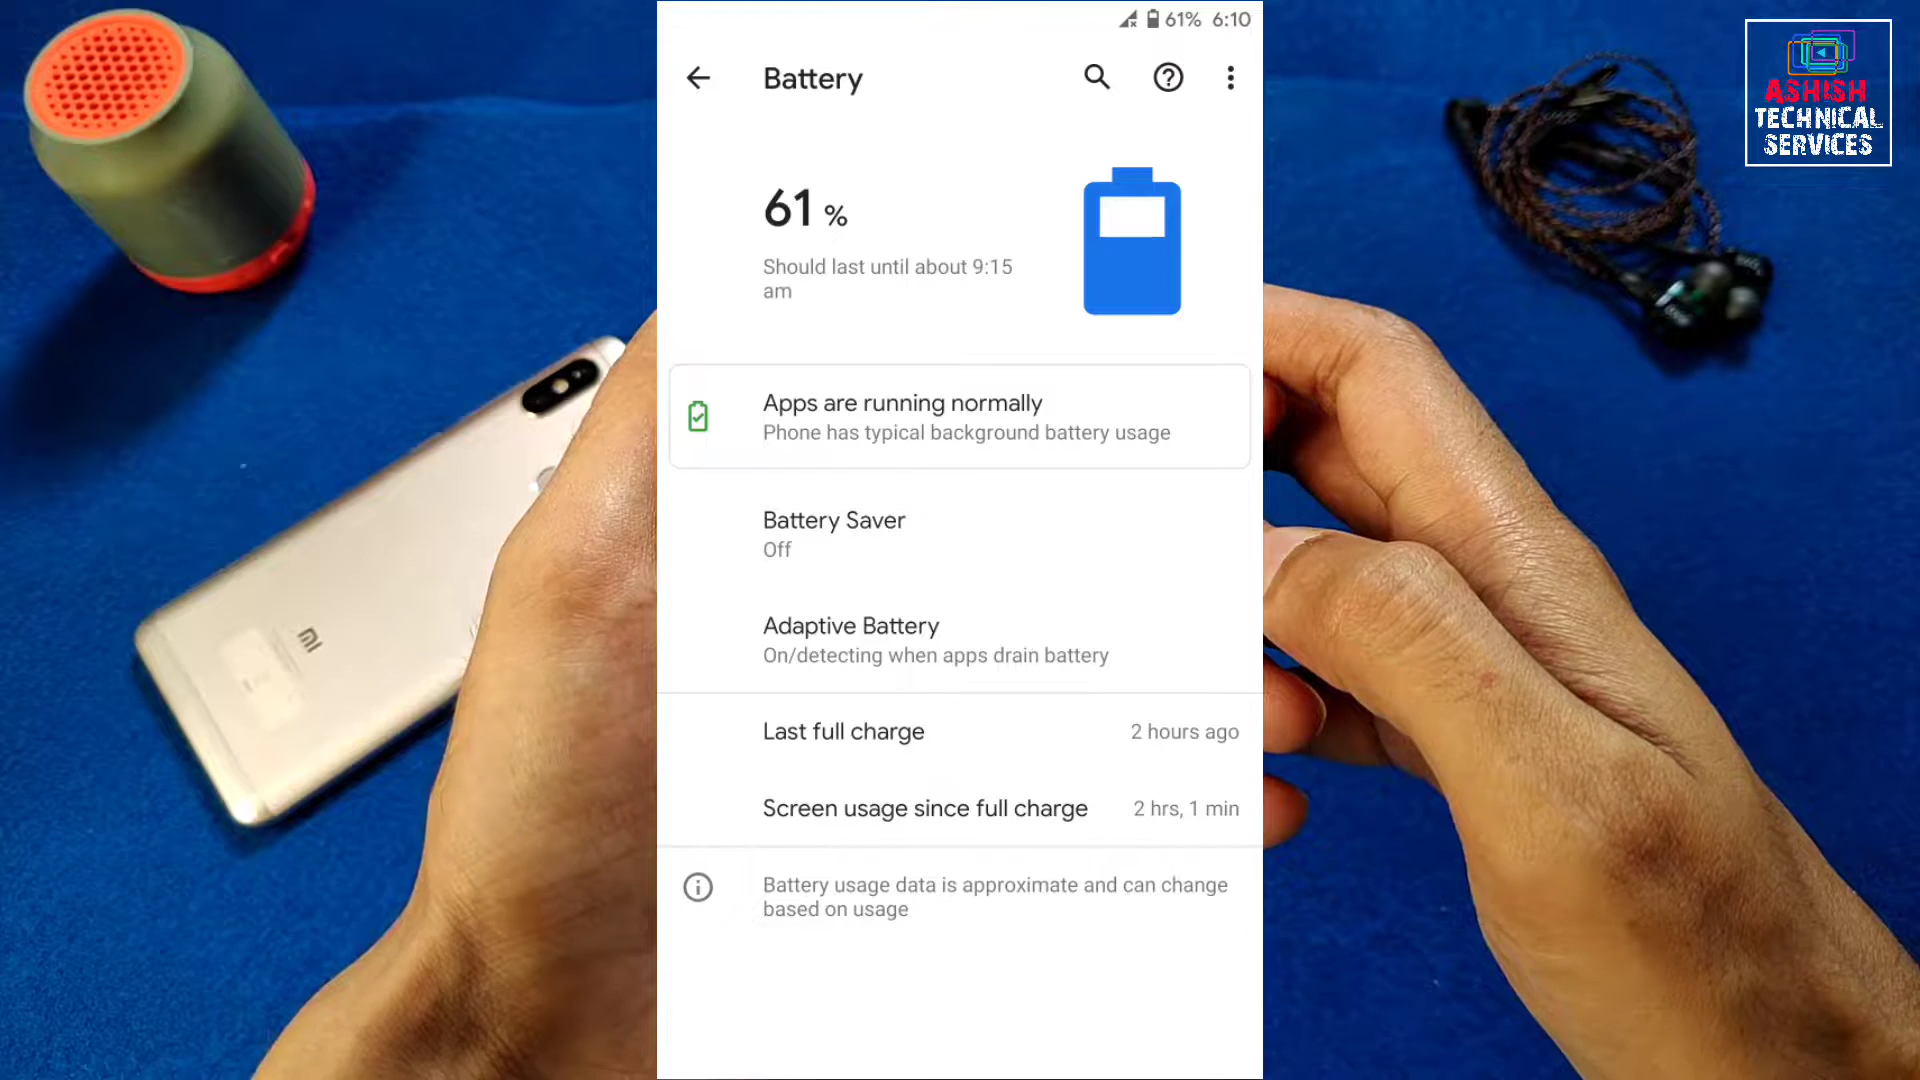 61% 6:10
Battery
61 %
Should last until about 9:15
am
Apps are running normally
Phone has typical background battery usage
Battery Saver
Off
Adaptive Battery
On/detecting when apps drain battery
Last full charge 2 hours ago
Screen usage since full charge 2 hrs, 1 min
Battery usage data is approximate and can change
based on usage
ASHISH
TECHNICAL
SERVICES
mi